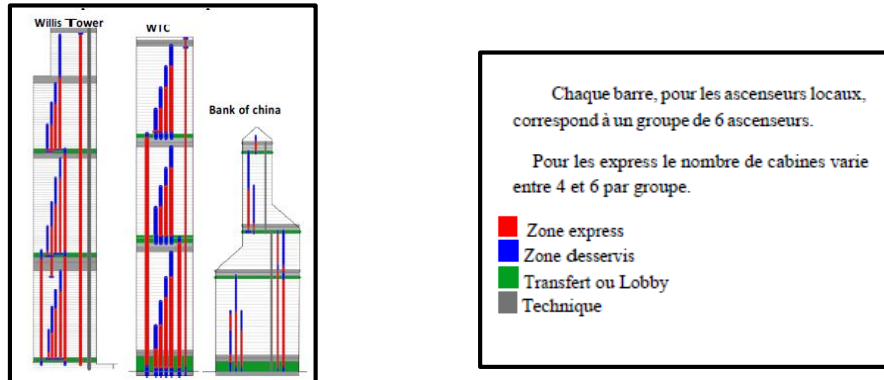 Willis Tower
WTC
Bank of china
Chaque barre, pour les ascenseurs locaux,
correspond à un groupe de 6 ascenseurs.
Pour les express le nombre de cabines varie
entre 4 et 6 par groupe.
Zone express
Zone desservis
Transfert ou Lobby
Technique